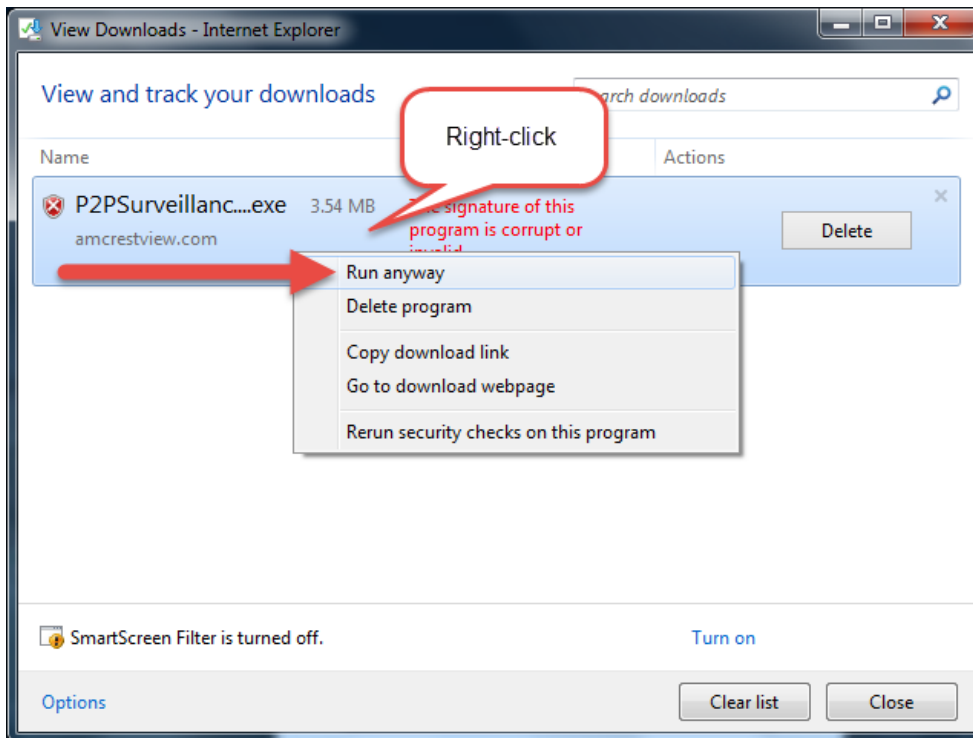 View Downloads - Internet Explorer
View and track your downloads
arch downloads
Right-click
Name
Actions
P2PSurveillanc....exe 3.54 MB
signature of this
program is corrupt or
amcrestview.com
Delete
Run anyway
Delete program
Copy download link
Go to download webpage
Rerun security checks on this program
SmartScreen Filter is turned off.
Turn on
Options
Clear list
Close